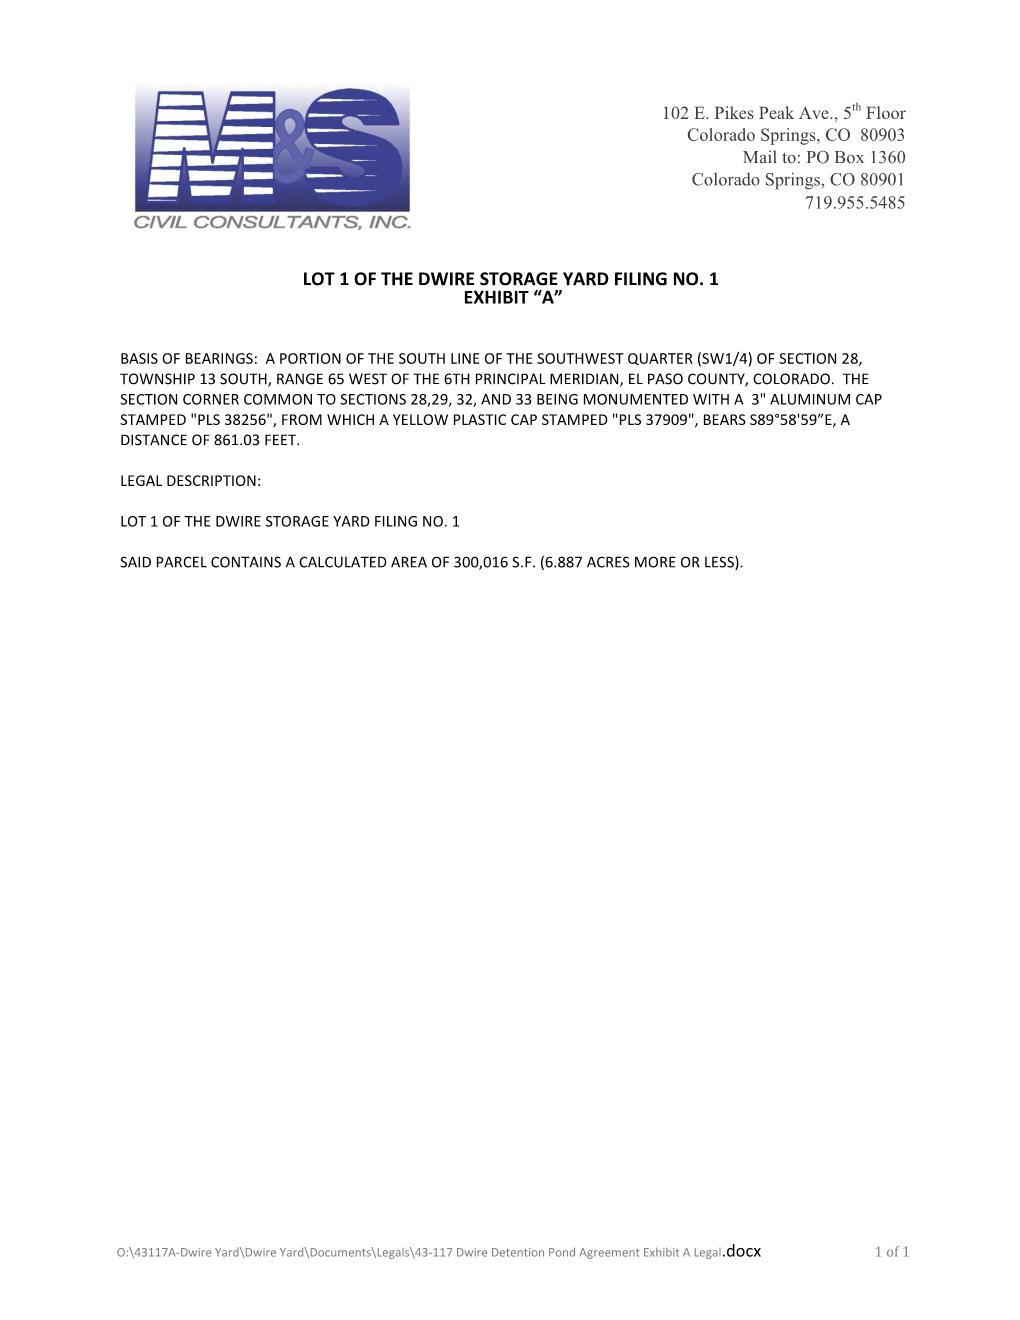 M&S
CIVIL CONSULTANTS, INC.
102 E. Pikes Peak Ave., 5th Floor
Colorado Springs, CO  80903
Mail to: PO Box 1360
Colorado Springs, CO 80901
719.955.5485
LOT 1 OF THE DWIRE STORAGE YARD FILING NO. 1
EXHIBIT “A”
BASIS OF BEARINGS:  A PORTION OF THE SOUTH LINE OF THE SOUTHWEST QUARTER (SW1/4) OF SECTION 28,
TOWNSHIP 13 SOUTH, RANGE 65 WEST OF THE 6TH PRINCIPAL MERIDIAN, EL PASO COUNTY, COLORADO.  THE
SECTION CORNER COMMON TO SECTIONS 28,29, 32, AND 33 BEING MONUMENTED WITH A  3" ALUMINUM CAP
STAMPED "PLS 38256", FROM WHICH A YELLOW PLASTIC CAP STAMPED "PLS 37909", BEARS S89°58'59”E, A
DISTANCE OF 861.03 FEET.
LEGAL DESCRIPTION:
LOT 1 OF THE DWIRE STORAGE YARD FILING NO. 1
SAID PARCEL CONTAINS A CALCULATED AREA OF 300,016 S.F. (6.887 ACRES MORE OR LESS).
O:\43117A-Dwire Yard\Dwire Yard\Documents\Legals\43-117 Dwire Detention Pond Agreement Exhibit A Legal.docx 1 of 1